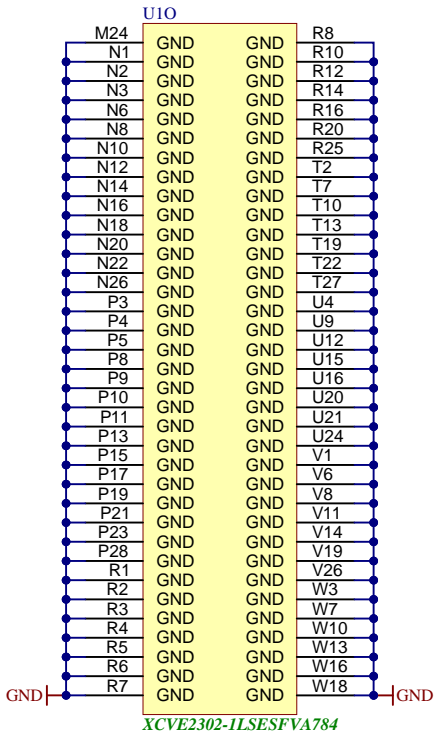 U1O
M24 GND GND R8
N1 GND GND R10
N2 GND GND R12
N3 GND GND R14
N6 GND GND R16
N8 GND GND R20
N10 GND GND R25
N12 GND GND T2
N14 GND GND T7
N16 GND GND T10
N18 GND GND T13
N20 GND GND T19
N22 GND GND T22
N26 GND GND T27
P3 GND GND U4
P4 GND GND U9
P5 GND GND U12
P8 GND GND U15
P9 GND GND U16
P10 GND GND U20
P11 GND GND U21
P13 GND GND U24
P15 GND GND V1
P17 GND GND V6
P19 GND GND V8
P21 GND GND V11
P23 GND GND V14
P28 GND GND V19
R1 GND GND V26
R2 GND GND W3
R3 GND GND W7
R4 GND GND W10
R5 GND GND W13
R6 GND GND W16
GND R7 GND GND W18 GND
XCVE2302-1LSESFVA784